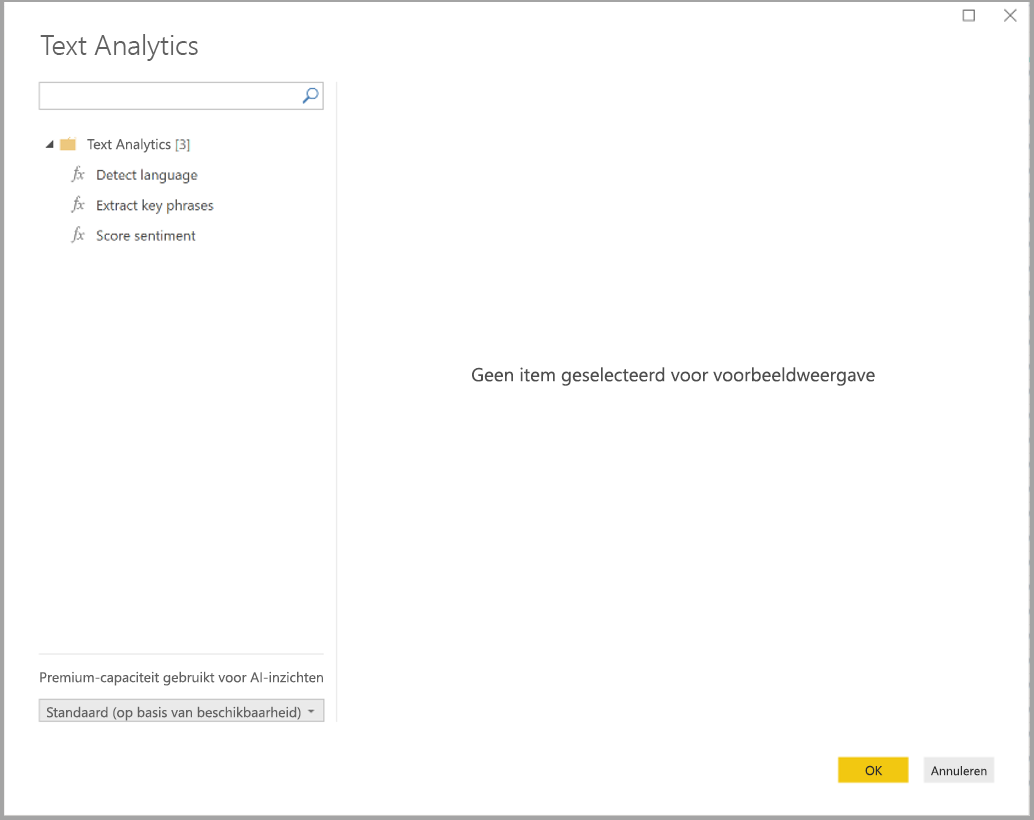 Text Analytics
Text Analytics [3]
fx Detect language
fx Extract key phrases
fx Score sentiment
Geen item geselecteerd voor voorbeeldweergave
Premium-capaciteit gebruikt voor AI-inzichten
Standaard (op basis van beschikbaarheid)
OK
Annuleren